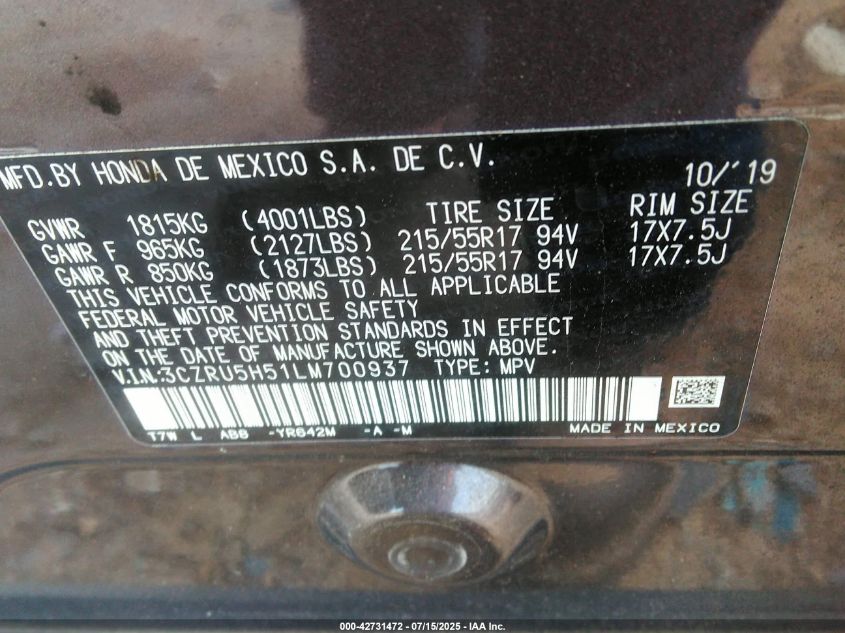 MFD.BY HONDA DE MEXICO S.A. DE C.V. 10/'19
GVWR 1815KG (4001LBS) TIRE SIZE RIM SIZE
GAWR F 965KG (2127LBS) 215/55R17 94V 17X7.5J
GAWR R 850KG (1873LBS) 215/55R17 94V 17X7.5J
THIS VEHICLE CONFORMS TO ALL APPLICABLE
FEDERAL MOTOR VEHICLE SAFETY
AND THEFT PREVENTION STANDARDS IN EFFECT
ON THE DATE OF MANUFACTURE SHOWN ABOVE.
V.I.N:3CZRU5H51LM700937 TYPE: MPV
T7W L ABB -YR642M -A -M MADE IN MEXICO
000-42731472 - 07/15/2025 - IAA Inc.